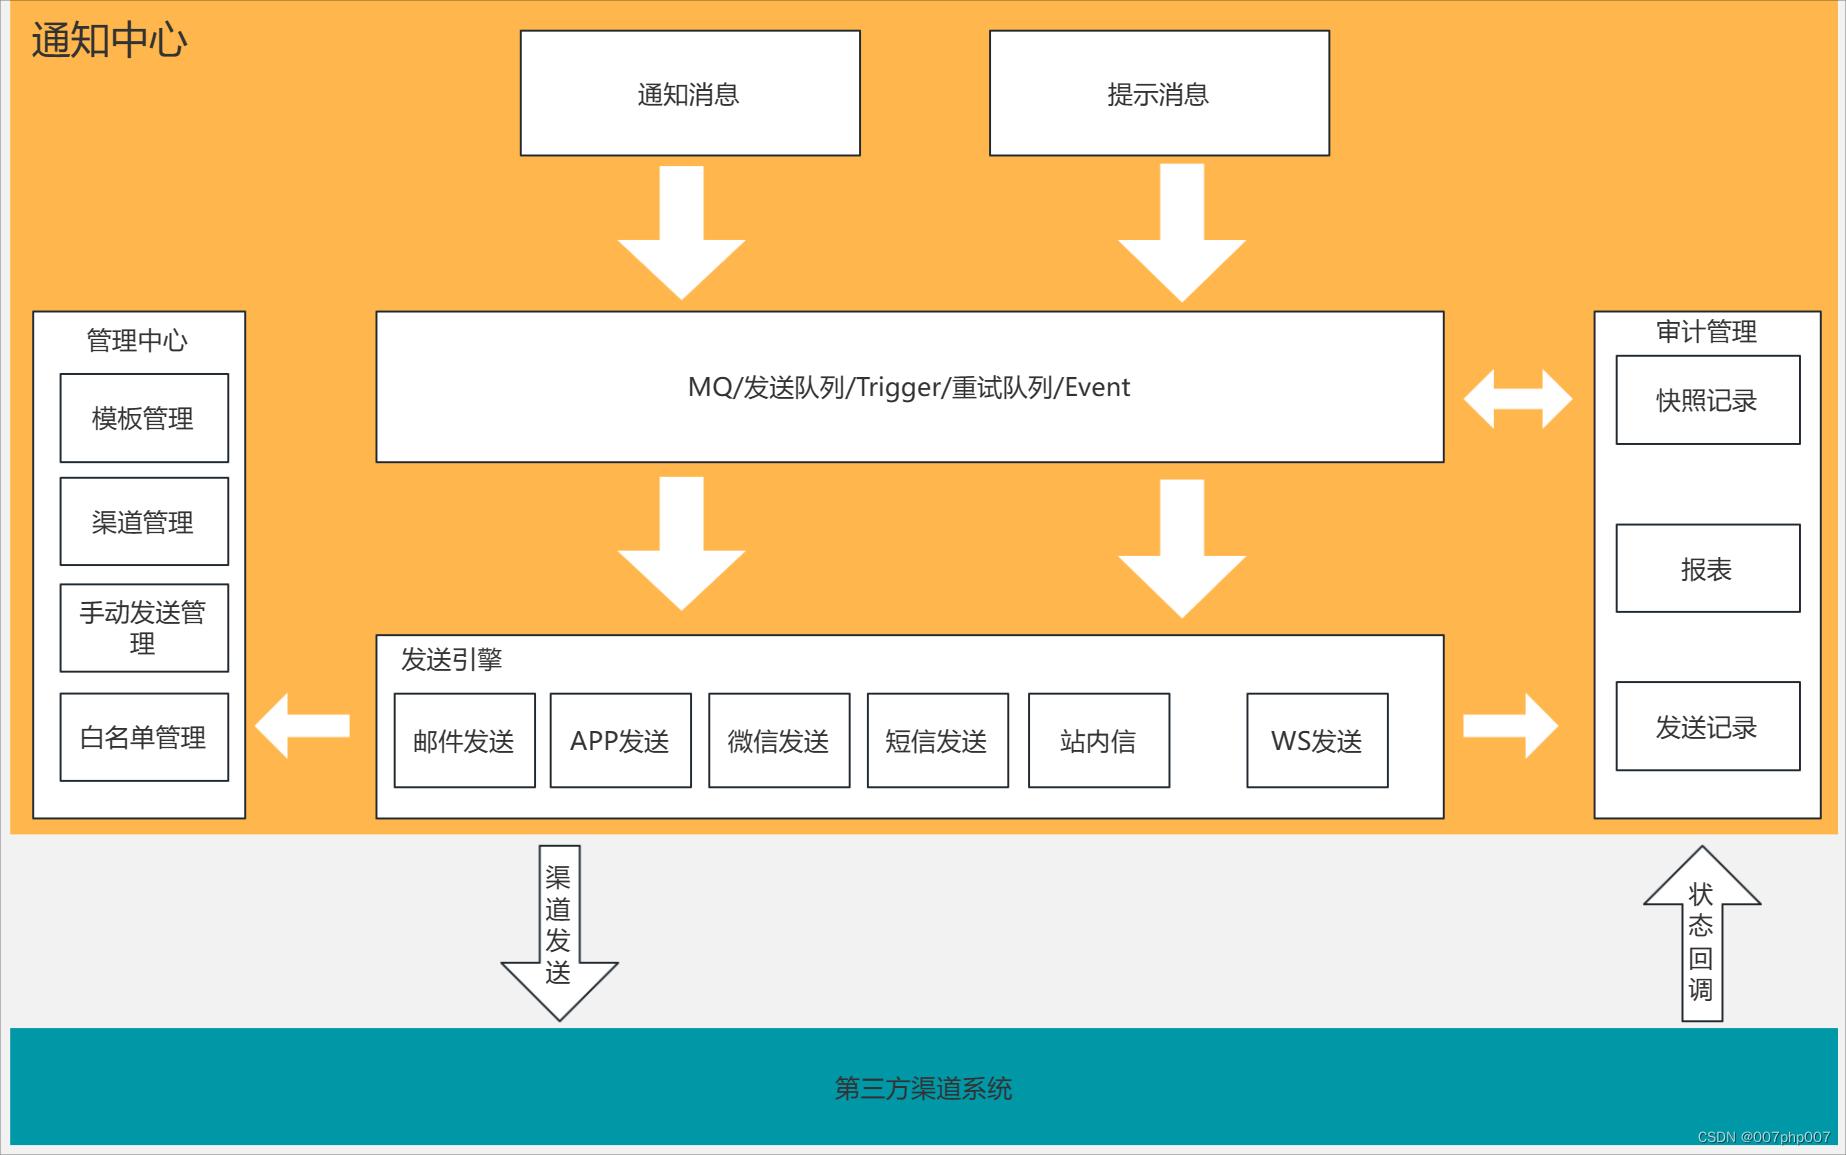 通知中心
通知消息
提示消息
管理中心
模板管理
渠道管理
手动发送管
理
白名单管理
MQ/发送队列/Trigger/重试队列/Event
发送引擎
邮件发送
APP发送
微信发送
短信发送
站内信
WS发送
审计管理
快照记录
报表
发送记录
渠
道
发
送
状
态
回
调
第三方渠道系统
CSDN @007php007